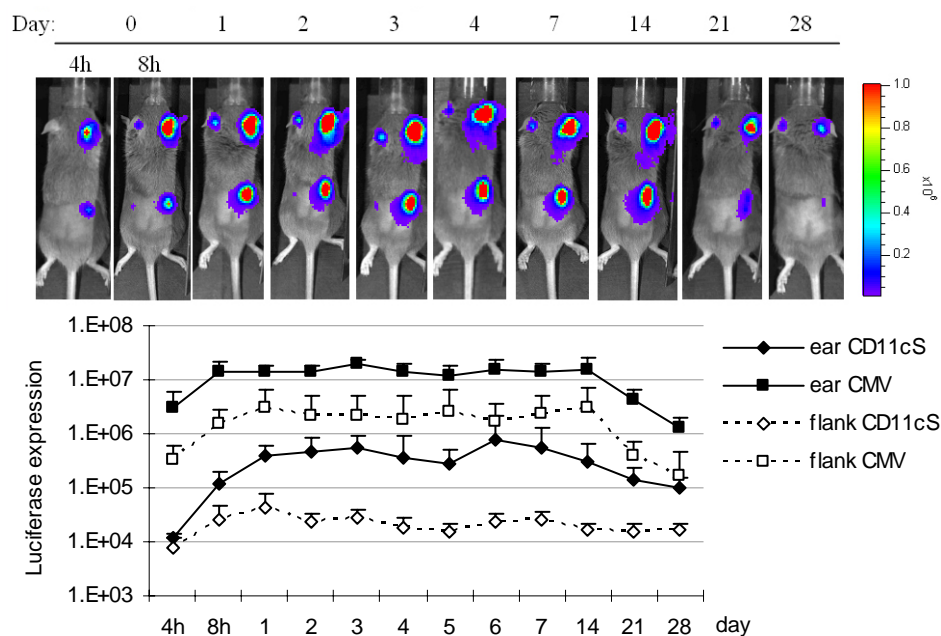 Day: 0 1 2 3 4 7 14 21 28
4h 8h
1.0
0.8
0.6
0.4
0.2
x10⁶
1.E+08
1.E+07
1.E+06
1.E+05
1.E+04
1.E+03
Luciferase expression
4h 8h 1 2 3 4 5 6 7 14 21 28 day
ear CD11cS
ear CMV
flank CD11cS
flank CMV